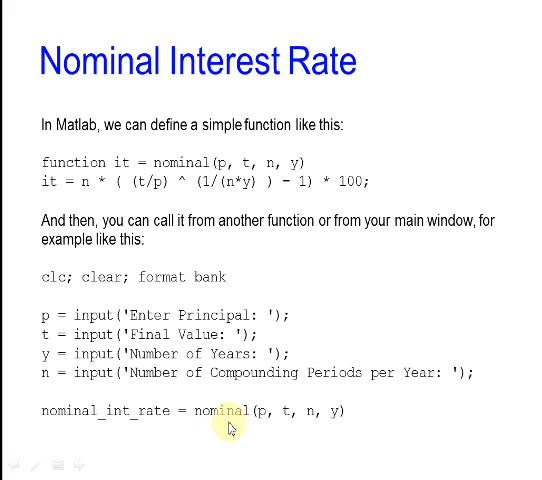 Nominal Interest Rate
In Matlab, we can define a simple function like this:
function it = nominal(p, t, n, y)
it = n * ( (t/p) ^ (1/(n*y) ) - 1) * 100;
And then, you can call it from another function or from your main window, for
example like this:
clc; clear; format bank
p = input('Enter Principal: ');
t = input('Final Value: ');
y = input('Number of Years: ');
n = input('Number of Compounding Periods per Year: ');
nominal_int_rate = nominal(p, t, n, y)